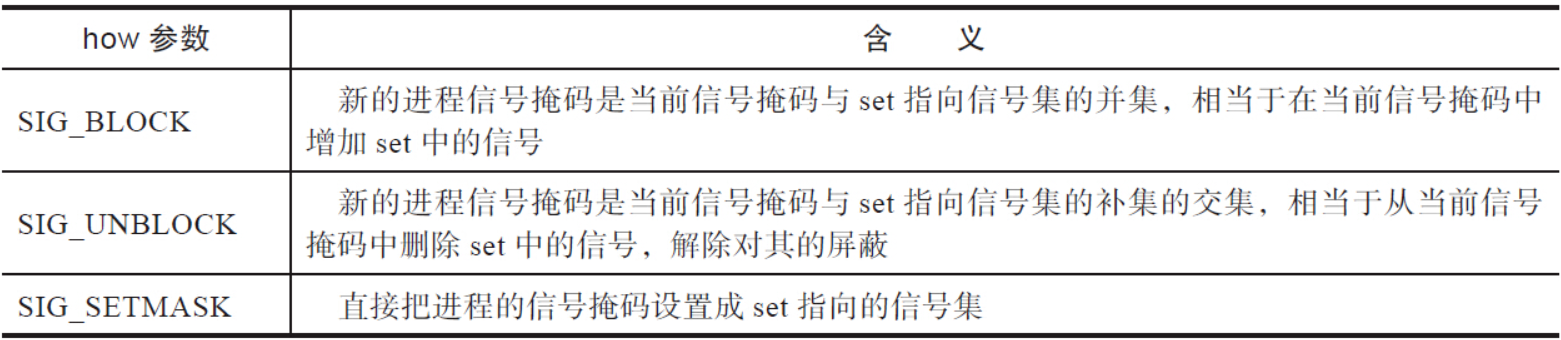 how 参数 含 义
SIG_BLOCK 新的进程信号掩码是当前信号掩码与 set 指向信号集的并集，相当于在当前信号掩码中
增加 set 中的信号
SIG_UNBLOCK 新的进程信号掩码是当前信号掩码与 set 指向信号集的补集的交集，相当于从当前信号
掩码中删除 set 中的信号，解除对其的屏蔽
SIG_SETMASK 直接把进程的信号掩码设置成 set 指向的信号集